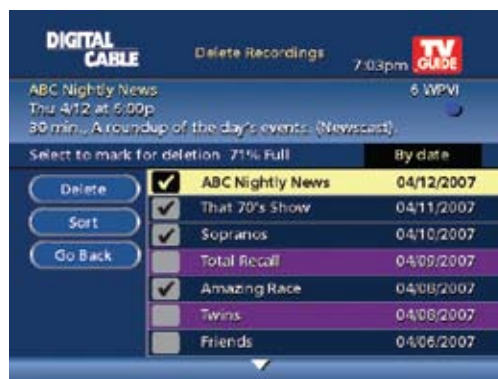 DIGITAL
CABLE
Delete Recordings
7:03pm
TV
GUIDE
ABC Nightly News
6 WPVI
Thu 4/12 at 6:00p
30 min., A roundup of the day's events. (Newscast).
Select to mark for deletion 71% Full
By date
Delete
Sort
Go Back
ABC Nightly News 04/12/2007
That 70's Show 04/11/2007
Sopranos 04/10/2007
Total Recall 04/09/2007
Amazing Race 04/08/2007
Twins 04/08/2007
Friends 04/06/2007